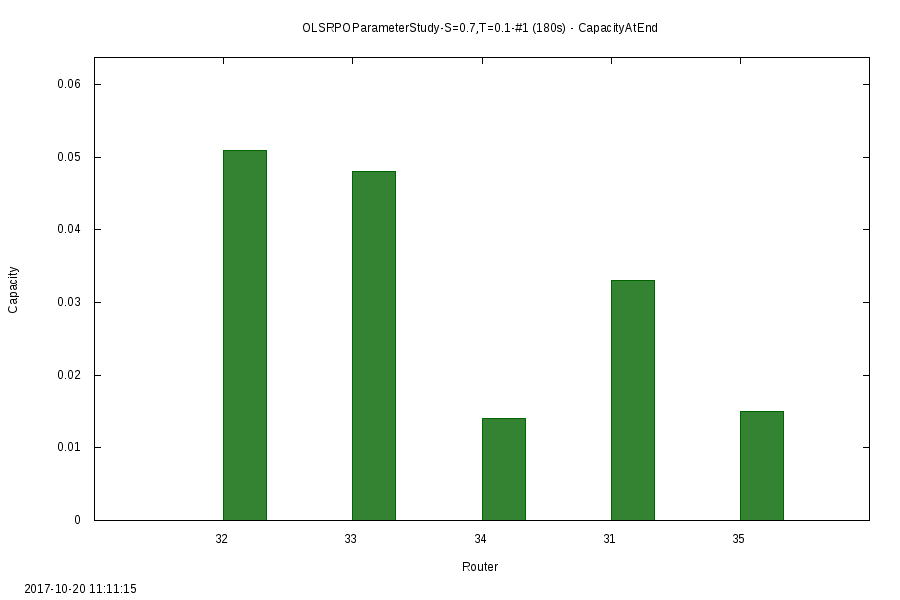 OLSRPOParameterStudy-S=0.7,T=0.1-#1 (180s) - CapacityAtEnd
0.06
0.05
0.04
0.03
0.02
0.01
0
Capacity
32 33 34 31 35
Router
2017-10-20 11:11:15